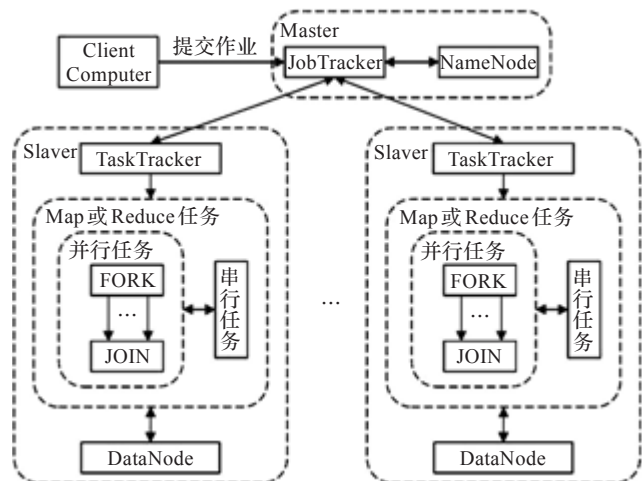 Master
Client
Computer
提交作业
JobTracker
NameNode
Slaver
TaskTracker
Map或Reduce任务
并行任务
FORK
...
JOIN
串行任务
DataNode
...
Slaver
TaskTracker
Map或Reduce任务
并行任务
FORK
...
JOIN
串行任务
DataNode